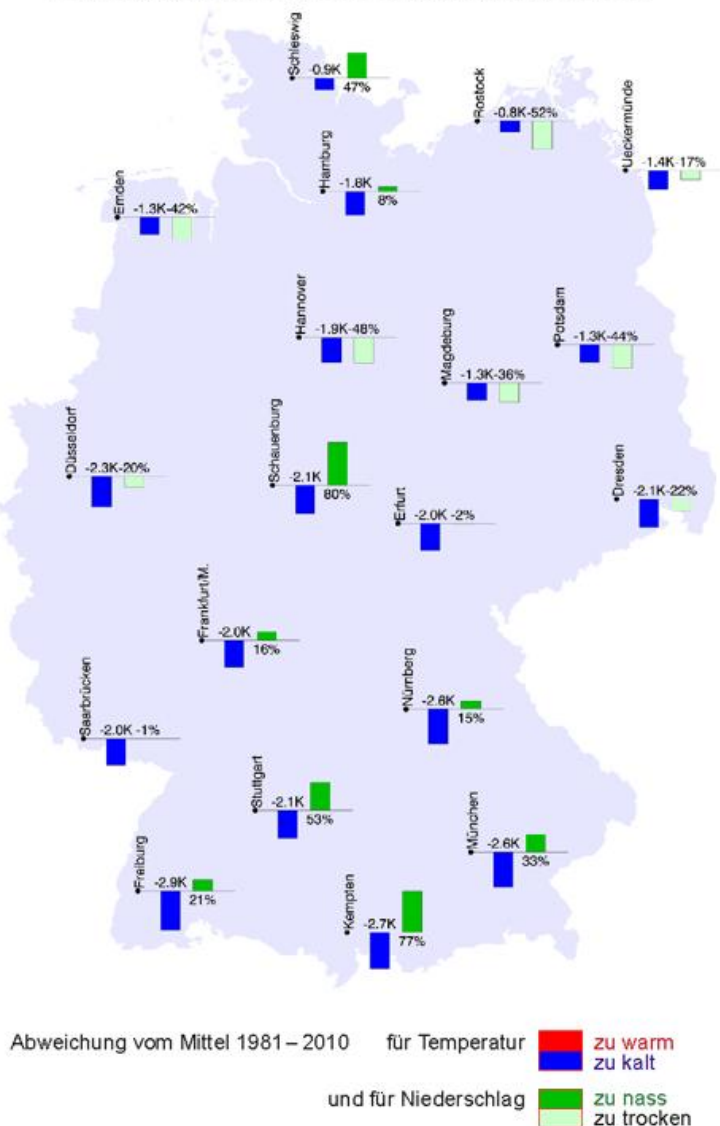 Schleswig
-0.9K
47%
Rostock
-0.8K-52%
Ueckermünde
-1.4K-17%
Hamburg
-1.8K
8%
Emden
-1.3K-42%
Hannover
-1.9K-48%
Magdeburg
-1.3K-36%
Potsdam
-1.3K-44%
Düsseldorf
-2.3K-20%
Schauenburg
-2.1K
80%
Erfurt
-2.0K -2%
Dresden
-2.1K-22%
Frankfurt/M.
-2.0K
16%
Saarbrücken
-2.0K -1%
Nürnberg
-2.6K
15%
Stuttgart
-2.1K
53%
München
-2.6K
33%
Freiburg
-2.9K
21%
Kempten
-2.7K
77%
Abweichung vom Mittel 1981 – 2010 für Temperatur zu warm
zu kalt
und für Niederschlag zu nass
zu trocken